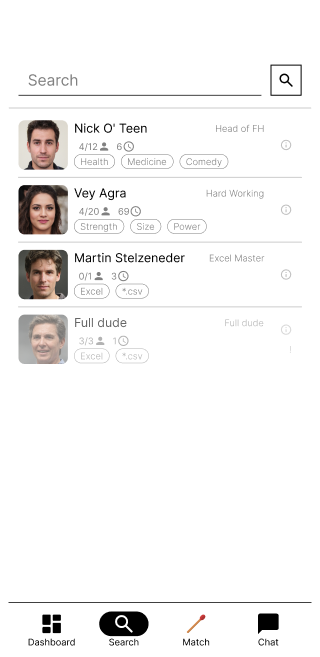 Search
Nick O' Teen Head of FH
4/12 6
Health Medicine Comedy
Vey Agra Hard Working
4/20 69
Strength Size Power
Martin Stelzeneder Excel Master
0/1 3
Excel *.csv
Full dude Full dude
3/3 1
!
Excel *.csv
Dashboard Search Match Chat